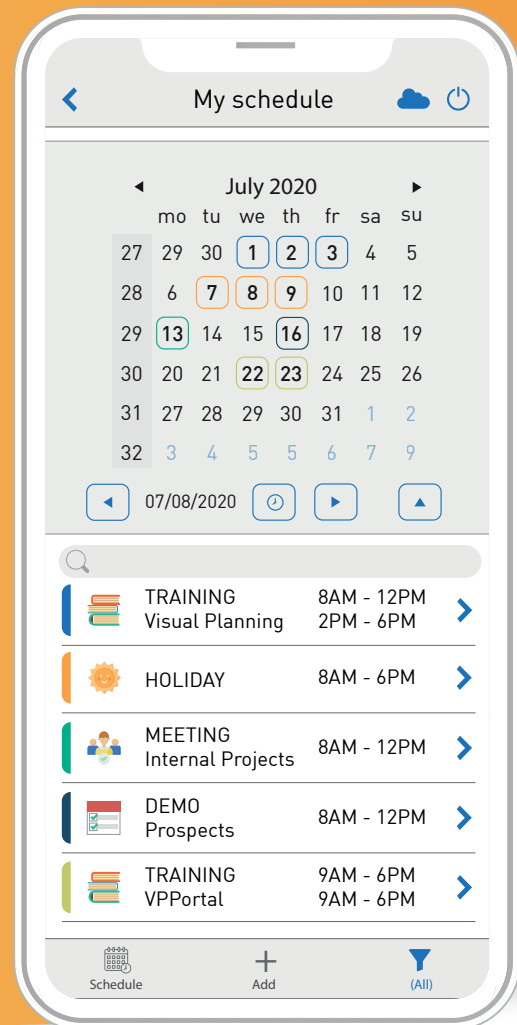 My schedule
July 2020
mo tu we th fr sa su
27 29 30 1 2 3 4 5
28 6 7 8 9 10 11 12
29 13 14 15 16 17 18 19
30 20 21 22 23 24 25 26
31 27 28 29 30 31 1 2
32 3 4 5 5 6 7 9
07/08/2020
TRAINING 8AM - 12PM
Visual Planning 2PM - 6PM
HOLIDAY 8AM - 6PM
MEETING
Internal Projects 8AM - 12PM
DEMO
Prospects 8AM - 12PM
TRAINING 9AM - 6PM
VPPortal 9AM - 6PM
Schedule Add (All)